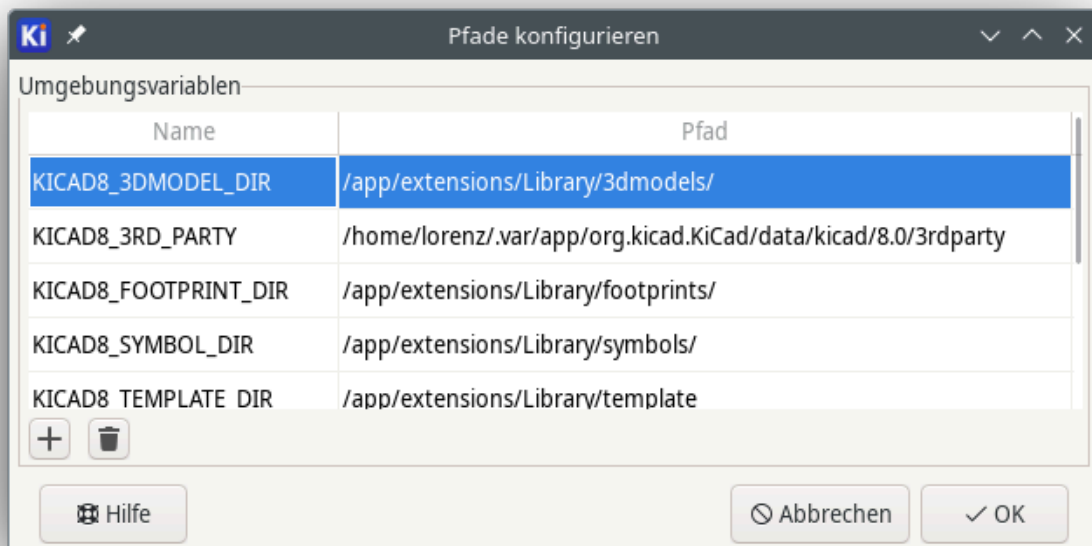 Ki Pfade konfigurieren
Umgebungsvariablen
Name Pfad
KICAD8_3DMODEL_DIR /app/extensions/Library/3dmodels/
KICAD8_3RD_PARTY /home/lorenz/.var/app/org.kicad.KiCad/data/kicad/8.0/3rdparty
KICAD8_FOOTPRINT_DIR /app/extensions/Library/footprints/
KICAD8_SYMBOL_DIR /app/extensions/Library/symbols/
KICAD8_TEMPLATE_DIR /app/extensions/Library/template
Hilfe Abbrechen OK